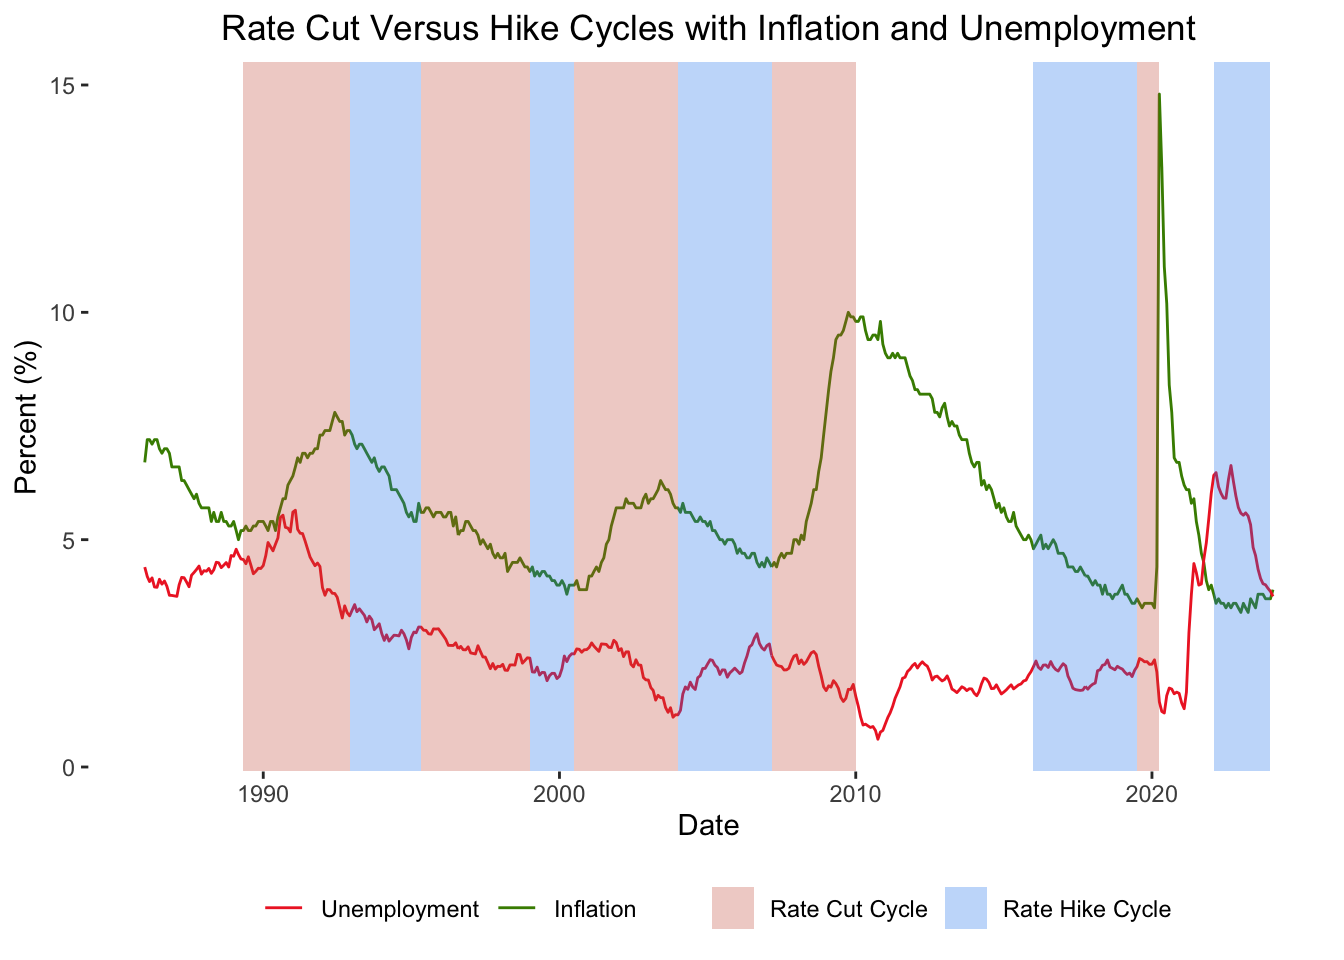 Rate Cut Versus Hike Cycles with Inflation and Unemployment
Percent (%)
15
10
5
0
1990 2000 2010 2020
Date
Unemployment Inflation Rate Cut Cycle Rate Hike Cycle